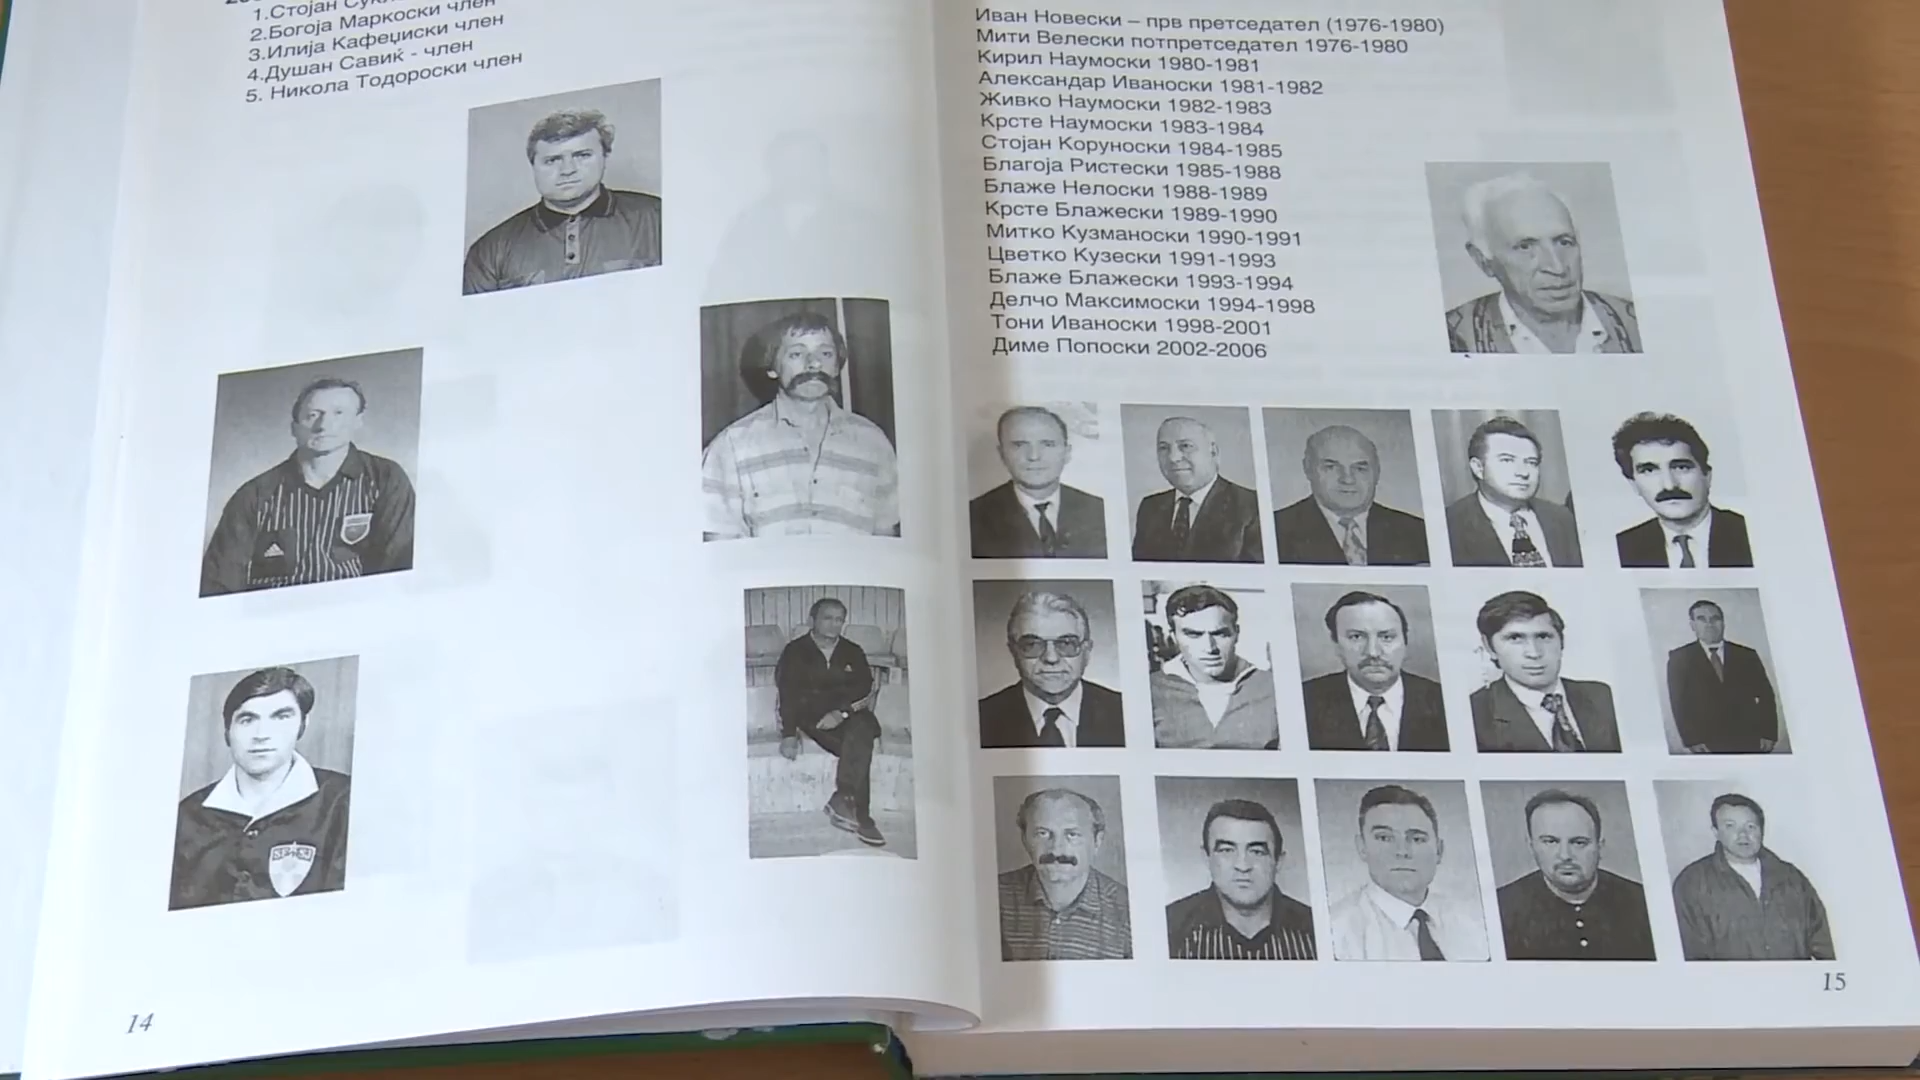 1.Стојан
2.Богоја Маркоски член
3.Илија Кафеџиски член
4.Душан Савиќ - член
5. Никола Тодороски член
14
Иван Новески – прв претседател (1976-1980)
Мити Велески потпретседател 1976-1980
Кирил Наумоски 1980-1981
Александар Иваноски 1981-1982
Живко Наумоски 1982-1983
Крсте Наумоски 1983-1984
Стојан Коруноски 1984-1985
Благоја Ристески 1985-1988
Блаже Нелоски 1988-1989
Крсте Блажески 1989-1990
Митко Кузманоски 1990-1991
Цветко Кузески 1991-1993
Блаже Блажески 1993-1994
Делчо Максимоски 1994-1998
Тони Иваноски 1998-2001
Диме Попоски 2002-2006
15